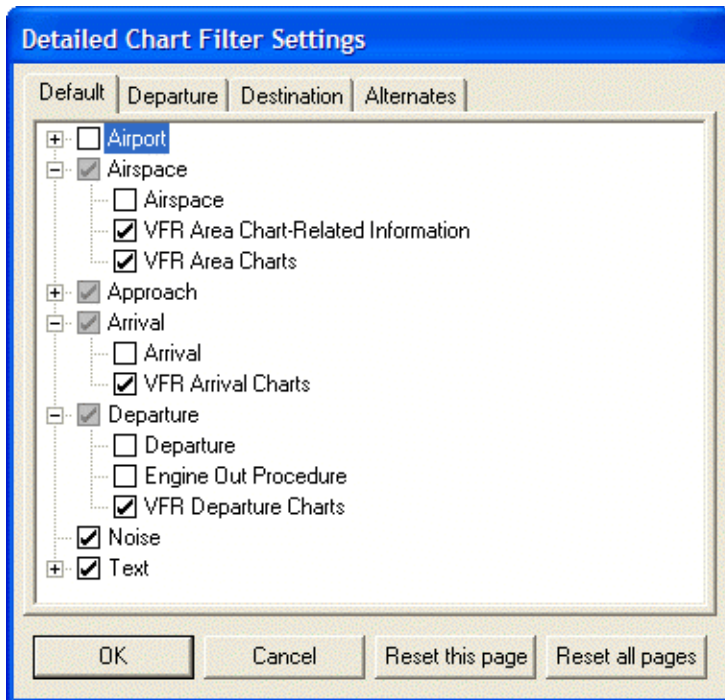 Detailed Chart Filter Settings
Default Departure Destination Alternates
Airport
Airspace
Airspace
VFR Area Chart-Related Information
VFR Area Charts
Approach
Arrival
Arrival
VFR Arrival Charts
Departure
Departure
Engine Out Procedure
VFR Departure Charts
Noise
Text
OK Cancel Reset this page Reset all pages